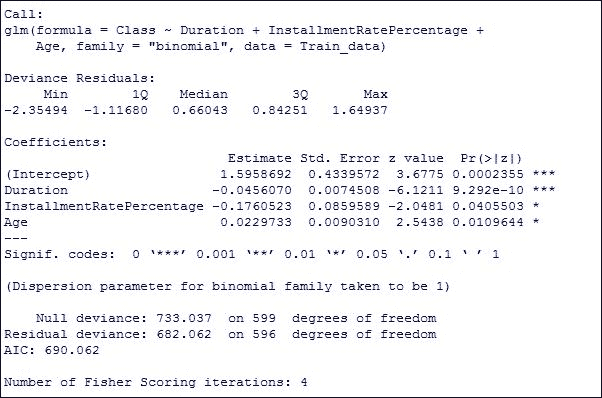 Call:
glm(formula = Class ~ Duration + InstallmentRatePercentage +
    Age, family = "binomial", data = Train_data)

Deviance Residuals:
     Min       1Q    Median       3Q       Max
-2.35494  -1.11680   0.66043   0.84251   1.64937

Coefficients:
                            Estimate Std. Error z value  Pr(>|z|)
(Intercept)                1.5958692  0.4339572  3.6775 0.0002355 ***
Duration                  -0.0456070  0.0074508 -6.1211 9.292e-10 ***
InstallmentRatePercentage -0.1760523  0.0859589 -2.0481 0.0405503 *
Age                        0.0229733  0.0090310  2.5438 0.0109644 *
---
Signif. codes:  0 ‘***’ 0.001 ‘**’ 0.01 ‘*’ 0.05 ‘.’ 0.1 ‘ ’ 1

(Dispersion parameter for binomial family taken to be 1)

    Null deviance: 733.037  on 599  degrees of freedom
Residual deviance: 682.062  on 596  degrees of freedom
AIC: 690.062

Number of Fisher Scoring iterations: 4